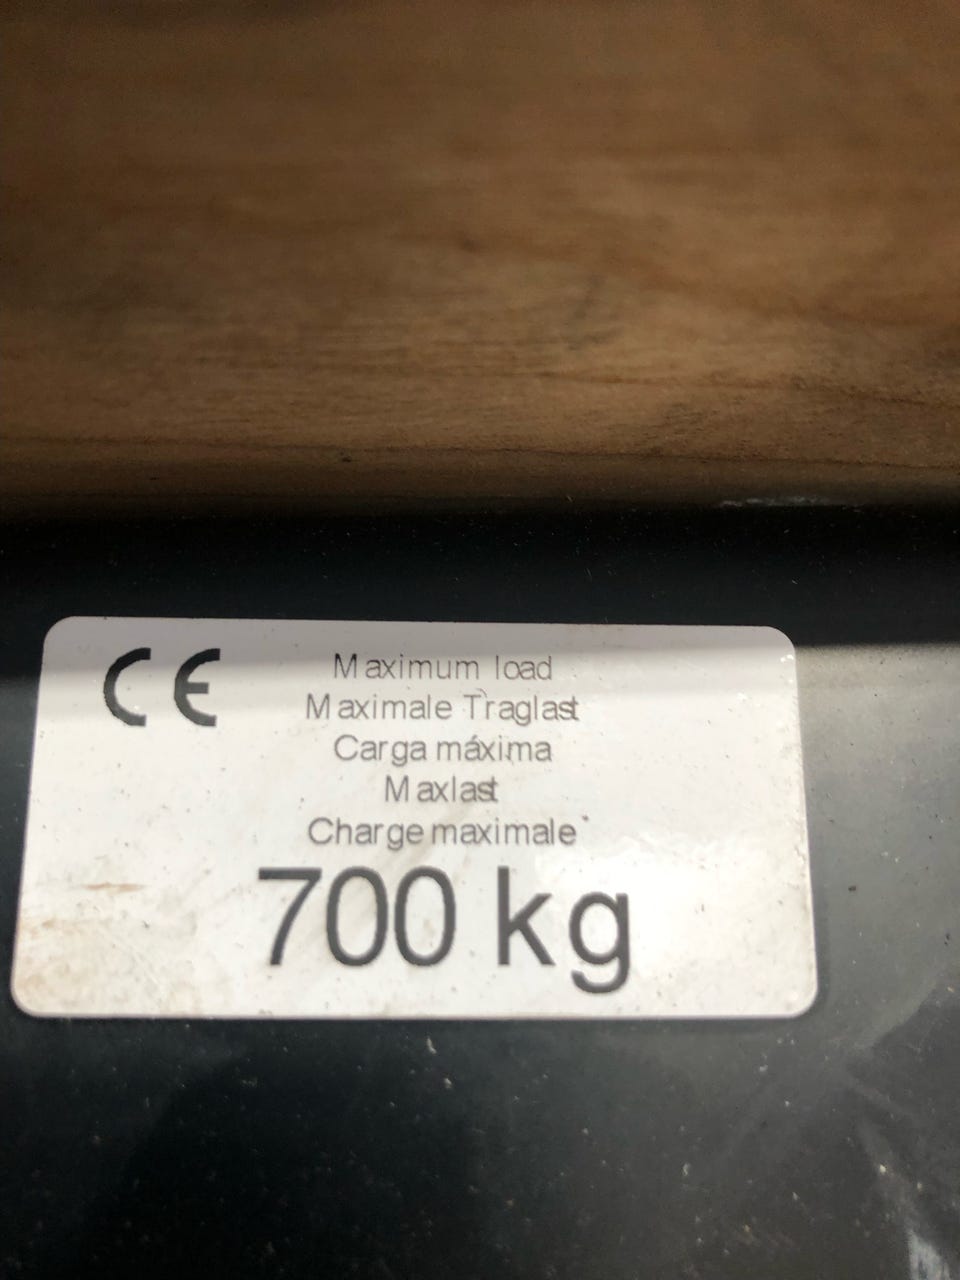 CE
Maximum load
Maximale Traglast
Carga máxima
Maxlast
Charge maximale
700 kg